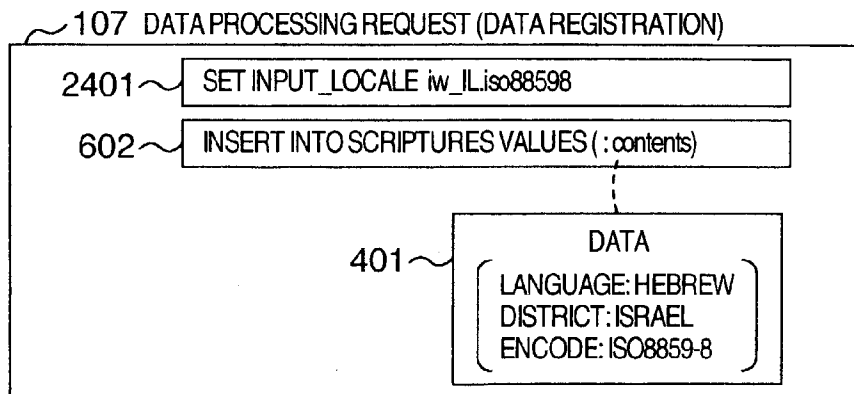 107 DATA PROCESSING REQUEST (DATA REGISTRATION)
2401 SET INPUT_LOCALE iw_IL.iso88598
602 INSERT INTO SCRIPTURES VALUES ( : contents)
401 DATA
LANGUAGE: HEBREW
DISTRICT: ISRAEL
ENCODE: ISO8859-8